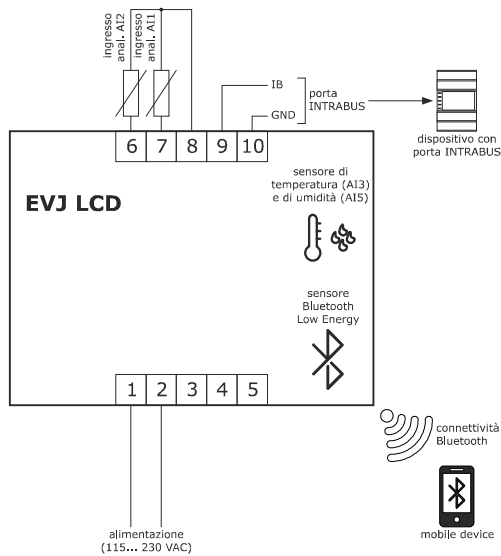 ingresso
anal. AI2
ingresso
anal. AI1
IB
GND
porta
INTRABUS
dispositivo con
porta INTRABUS
6 7 8 9 10
EVJ LCD
sensore di
temperatura (AI3)
e di umidità (AI5)
sensore
Bluetooth
Low Energy
1 2 3 4 5
connettività
Bluetooth
mobile device
alimentazione
(115... 230 VAC)